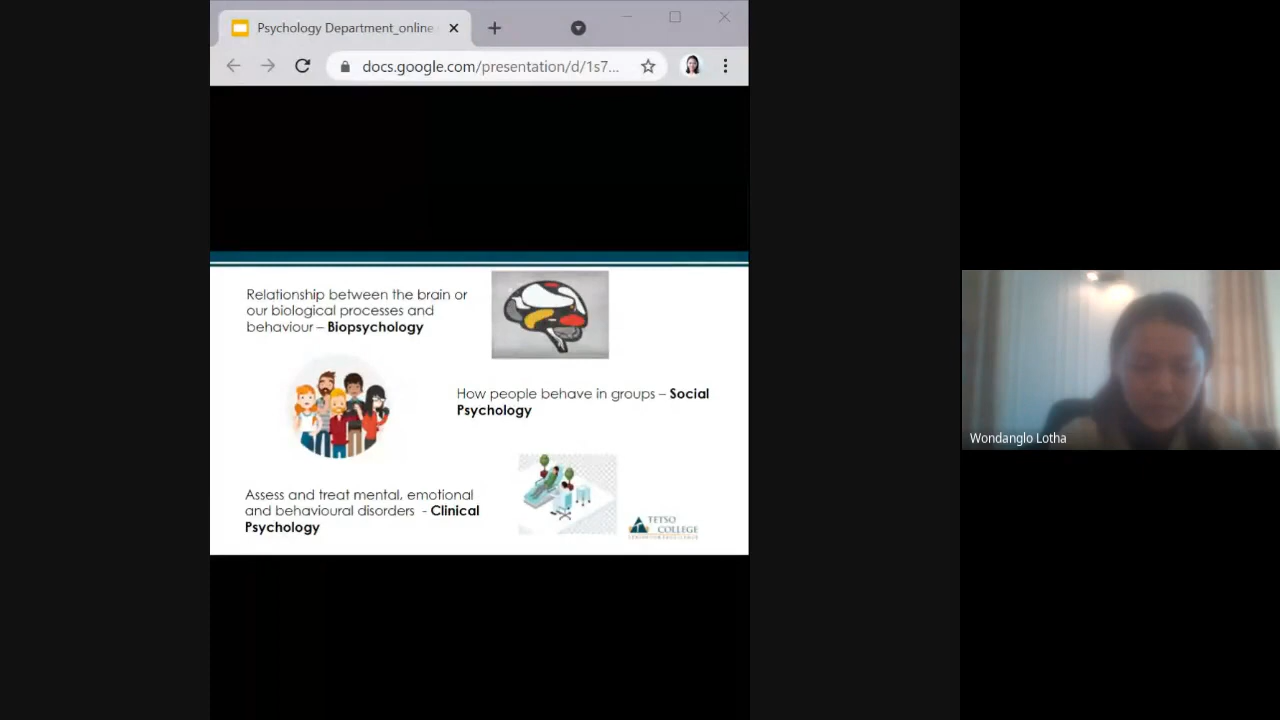 Psychology Department_online
docs.google.com/presentation/d/1s7...
Relationship between the brain or
our biological processes and
behaviour – Biopsychology
How people behave in groups – Social
Psychology
Assess and treat mental, emotional
and behavioural disorders - Clinical
Psychology
TETSO
COLLEGE
Wondanglo Lotha